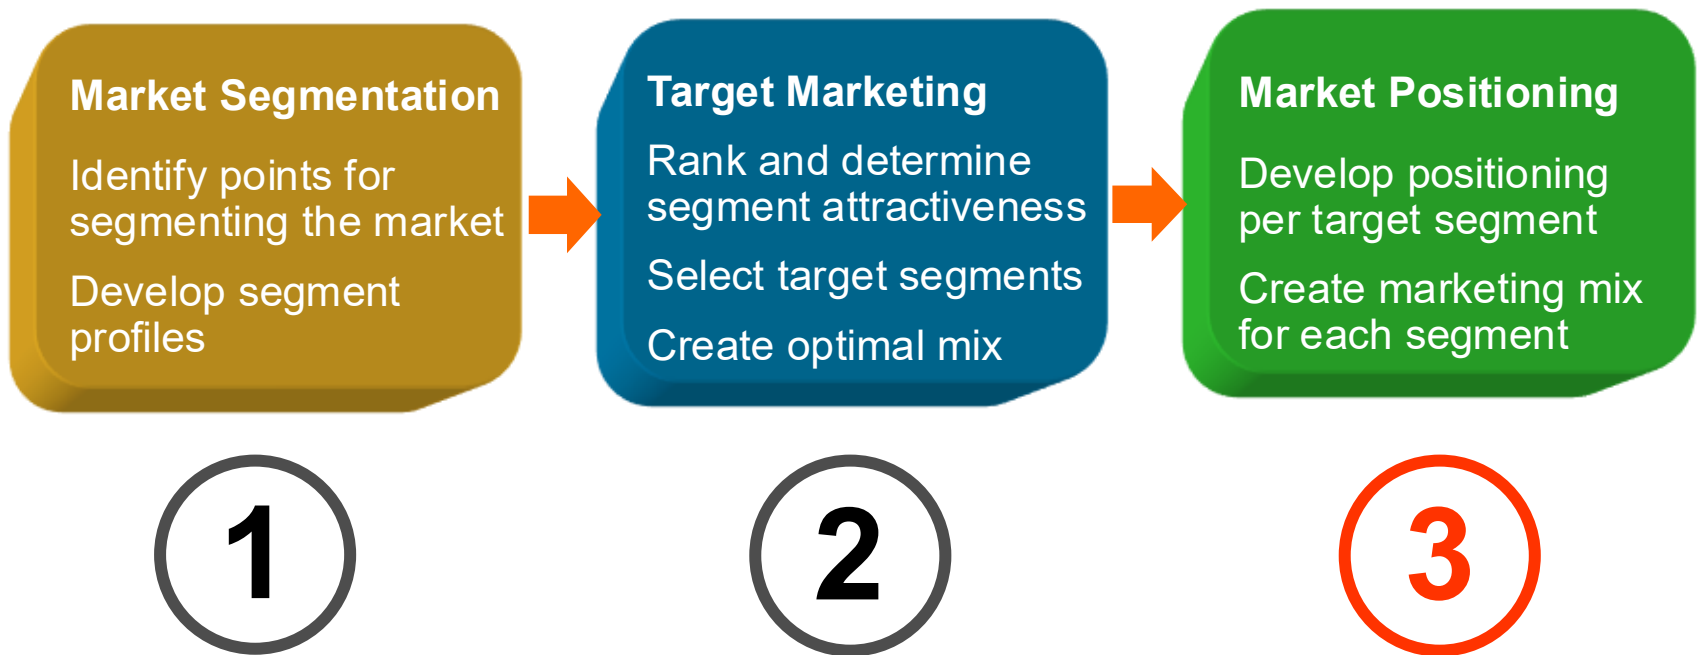 Market Segmentation
Identify points for
segmenting the market
Develop segment
profiles
Target Marketing
Rank and determine
segment attractiveness
Select target segments
Create optimal mix
Market Positioning
Develop positioning
per target segment
Create marketing mix
for each segment
1
2
3